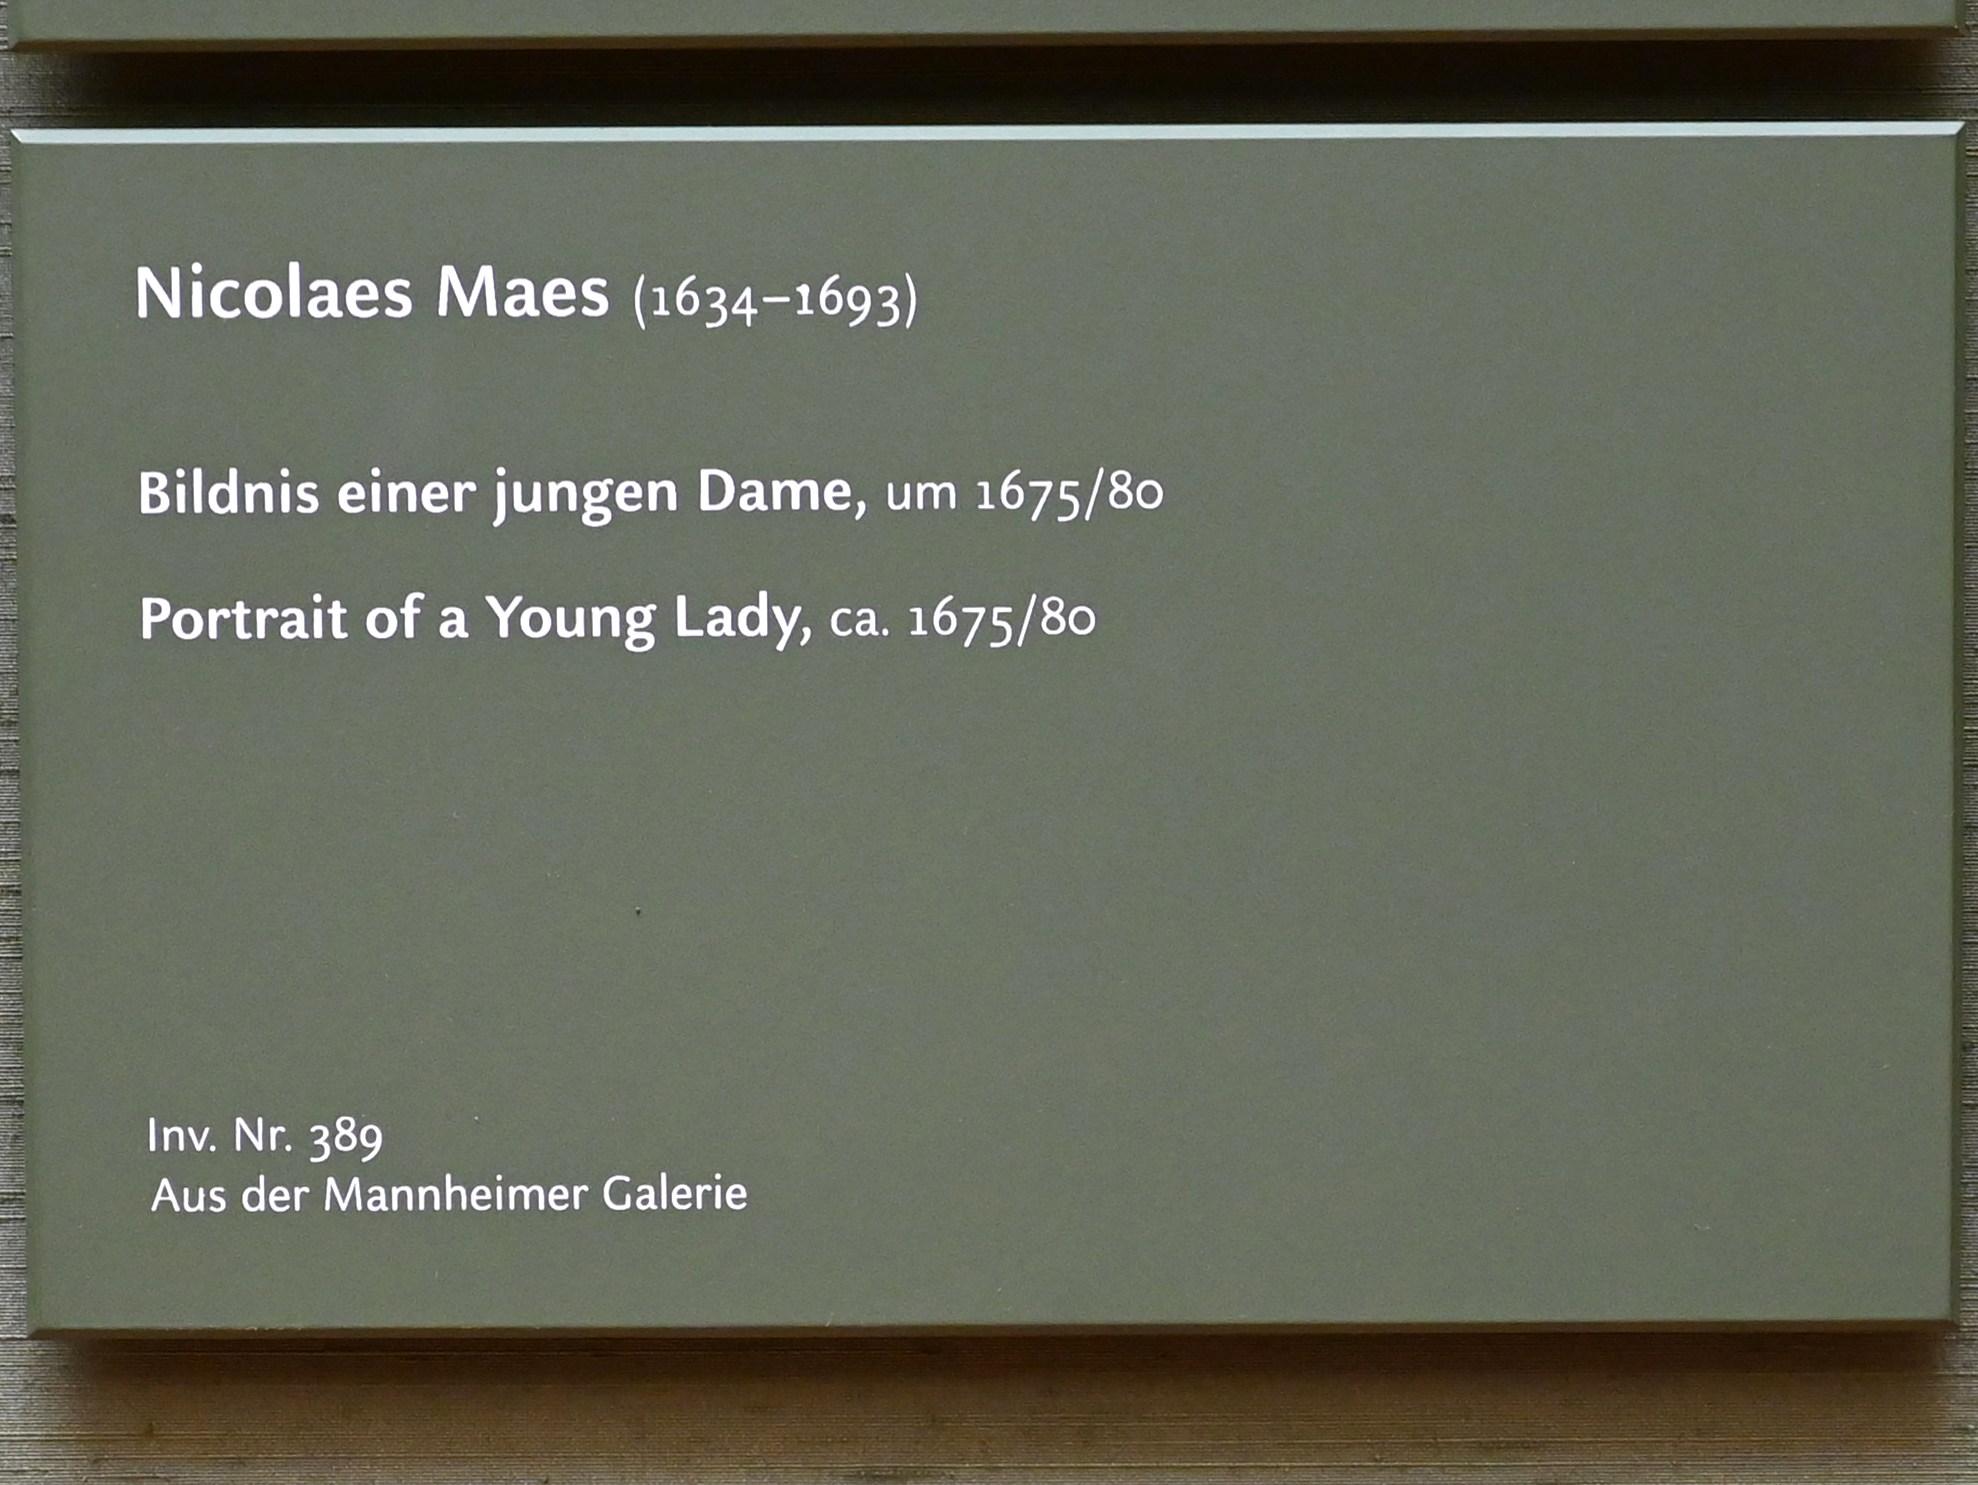 Nicolaes Maes (1634–1693)
Bildnis einer jungen Dame, um 1675/80
Portrait of a Young Lady, ca. 1675/80
Inv. Nr. 389
Aus der Mannheimer Galerie